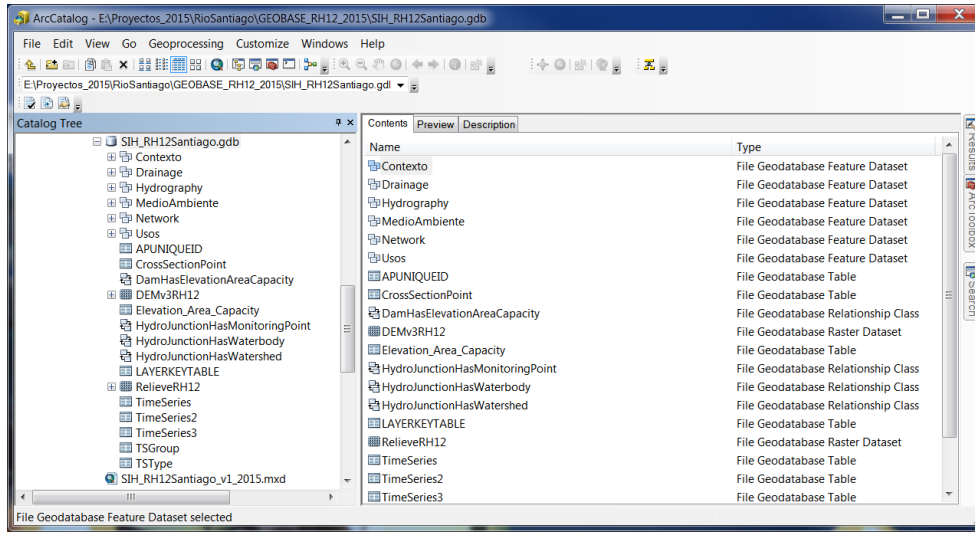 ArcCatalog - E:\Proyectos_2015\RioSantiago\GEOBASE_RH12_2015\SIH_RH12Santiago.gdb
File Edit View Go Geoprocessing Customize Windows Help
E:\Proyectos_2015\RioSantiago\GEOBASE_RH12_2015\SIH_RH12Santiago.gdl
Catalog Tree
SIH_RH12Santiago.gdb
Contexto
Drainage
Hydrography
MedioAmbiente
Network
Usos
APUNIQUEID
CrossSectionPoint
DamHasElevationAreaCapacity
DEMv3RH12
Elevation_Area_Capacity
HydroJunctionHasMonitoringPoint
HydroJunctionHasWaterbody
HydroJunctionHasWatershed
LAYERKEYTABLE
RelieveRH12
TimeSeries
TimeSeries2
TimeSeries3
TSGroup
TSType
SIH_RH12Santiago_v1_2015.mxd
Contents Preview Description
Name Type
Contexto File Geodatabase Feature Dataset
Drainage File Geodatabase Feature Dataset
Hydrography File Geodatabase Feature Dataset
MedioAmbiente File Geodatabase Feature Dataset
Network File Geodatabase Feature Dataset
Usos File Geodatabase Feature Dataset
APUNIQUEID File Geodatabase Table
CrossSectionPoint File Geodatabase Table
DamHasElevationAreaCapacity File Geodatabase Relationship Class
DEMv3RH12 File Geodatabase Raster Dataset
Elevation_Area_Capacity File Geodatabase Table
HydroJunctionHasMonitoringPoint File Geodatabase Relationship Class
HydroJunctionHasWaterbody File Geodatabase Relationship Class
HydroJunctionHasWatershed File Geodatabase Relationship Class
LAYERKEYTABLE File Geodatabase Table
RelieveRH12 File Geodatabase Raster Dataset
TimeSeries File Geodatabase Table
TimeSeries2 File Geodatabase Table
TimeSeries3 File Geodatabase Table
Results
ArcToolbox
Search
File Geodatabase Feature Dataset selected